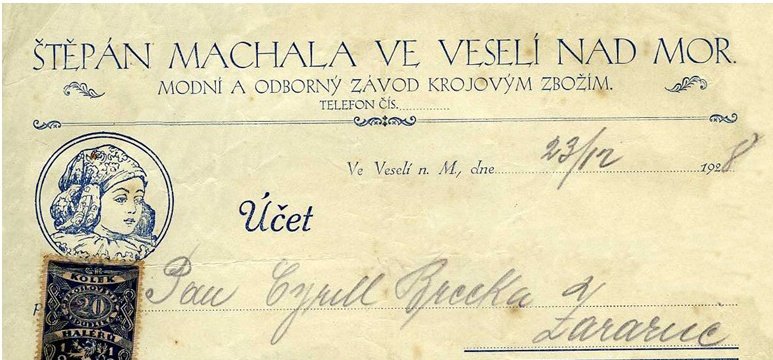 ŠTĚPÁN MACHALA VE VESELÍ NAD MOR.
MODNÍ A ODBORNÝ ZÁVOD KROJOVÝM ZBOŽÍM.
TELEFON ČÍS.
Ve Veselí n. M., dne 23/12 1928
Účet
Pan Cyrill
KOLEK
20
HALÉŘŮ